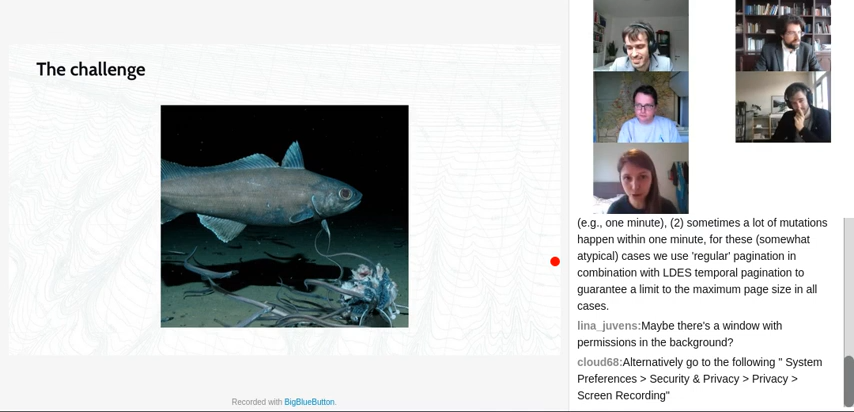 The challenge
Recorded with BigBlueButton.
(e.g., one minute), (2) sometimes a lot of mutations
happen within one minute, for these (somewhat
atypical) cases we use 'regular' pagination in
combination with LDES temporal pagination to
guarantee a limit to the maximum page size in all
cases.
lina_juvens:Maybe there's a window with
permissions in the background?
cloud68:Alternatively go to the following " System
Preferences > Security & Privacy > Privacy >
Screen Recording"